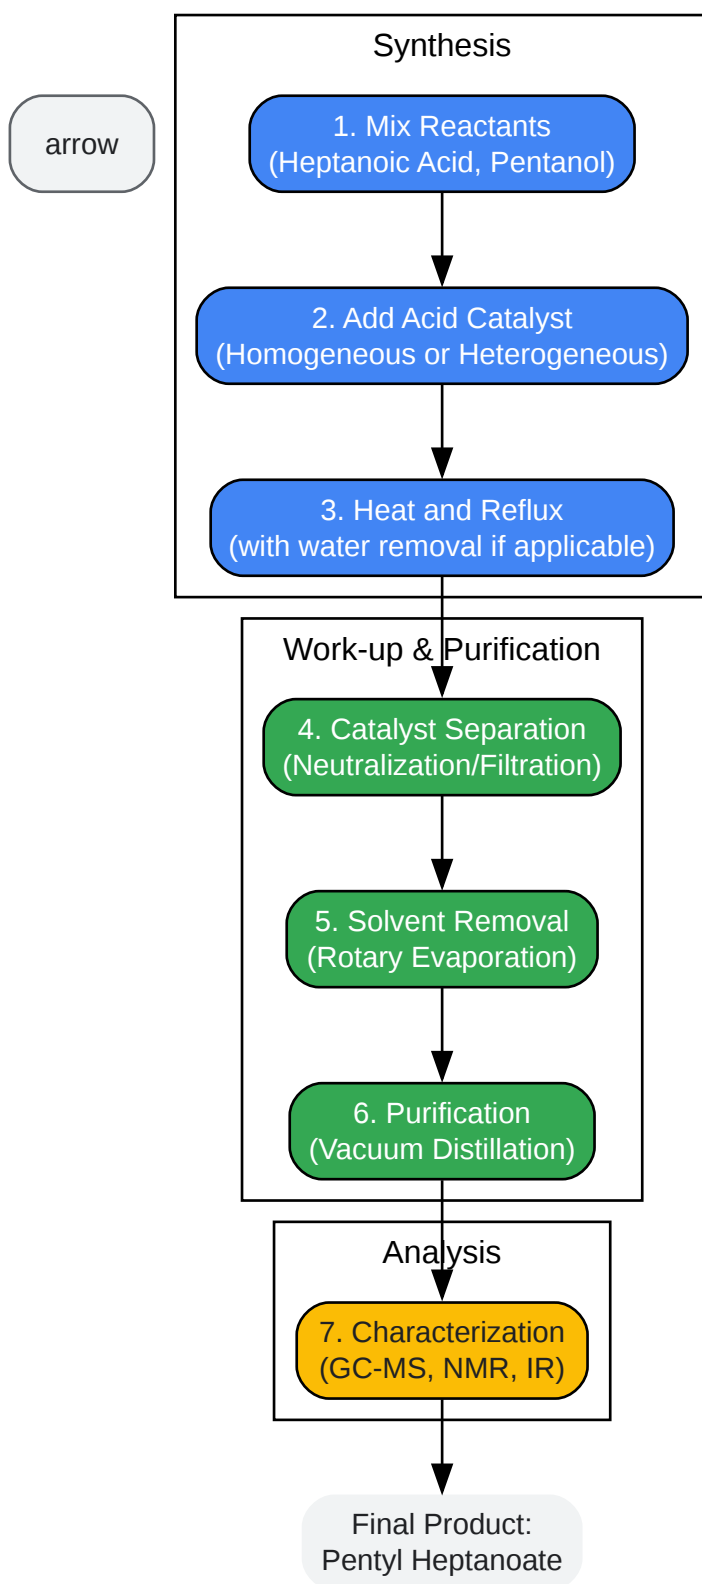 Synthesis
arrow
1. Mix Reactants
(Heptanoic Acid, Pentanol)
2. Add Acid Catalyst
(Homogeneous or Heterogeneous)
3. Heat and Reflux
(with water removal if applicable)
Work-up & Purification
4. Catalyst Separation
(Neutralization/Filtration)
5. Solvent Removal
(Rotary Evaporation)
6. Purification
(Vacuum Distillation)
Analysis
7. Characterization
(GC-MS, NMR, IR)
Final Product:
Pentyl Heptanoate